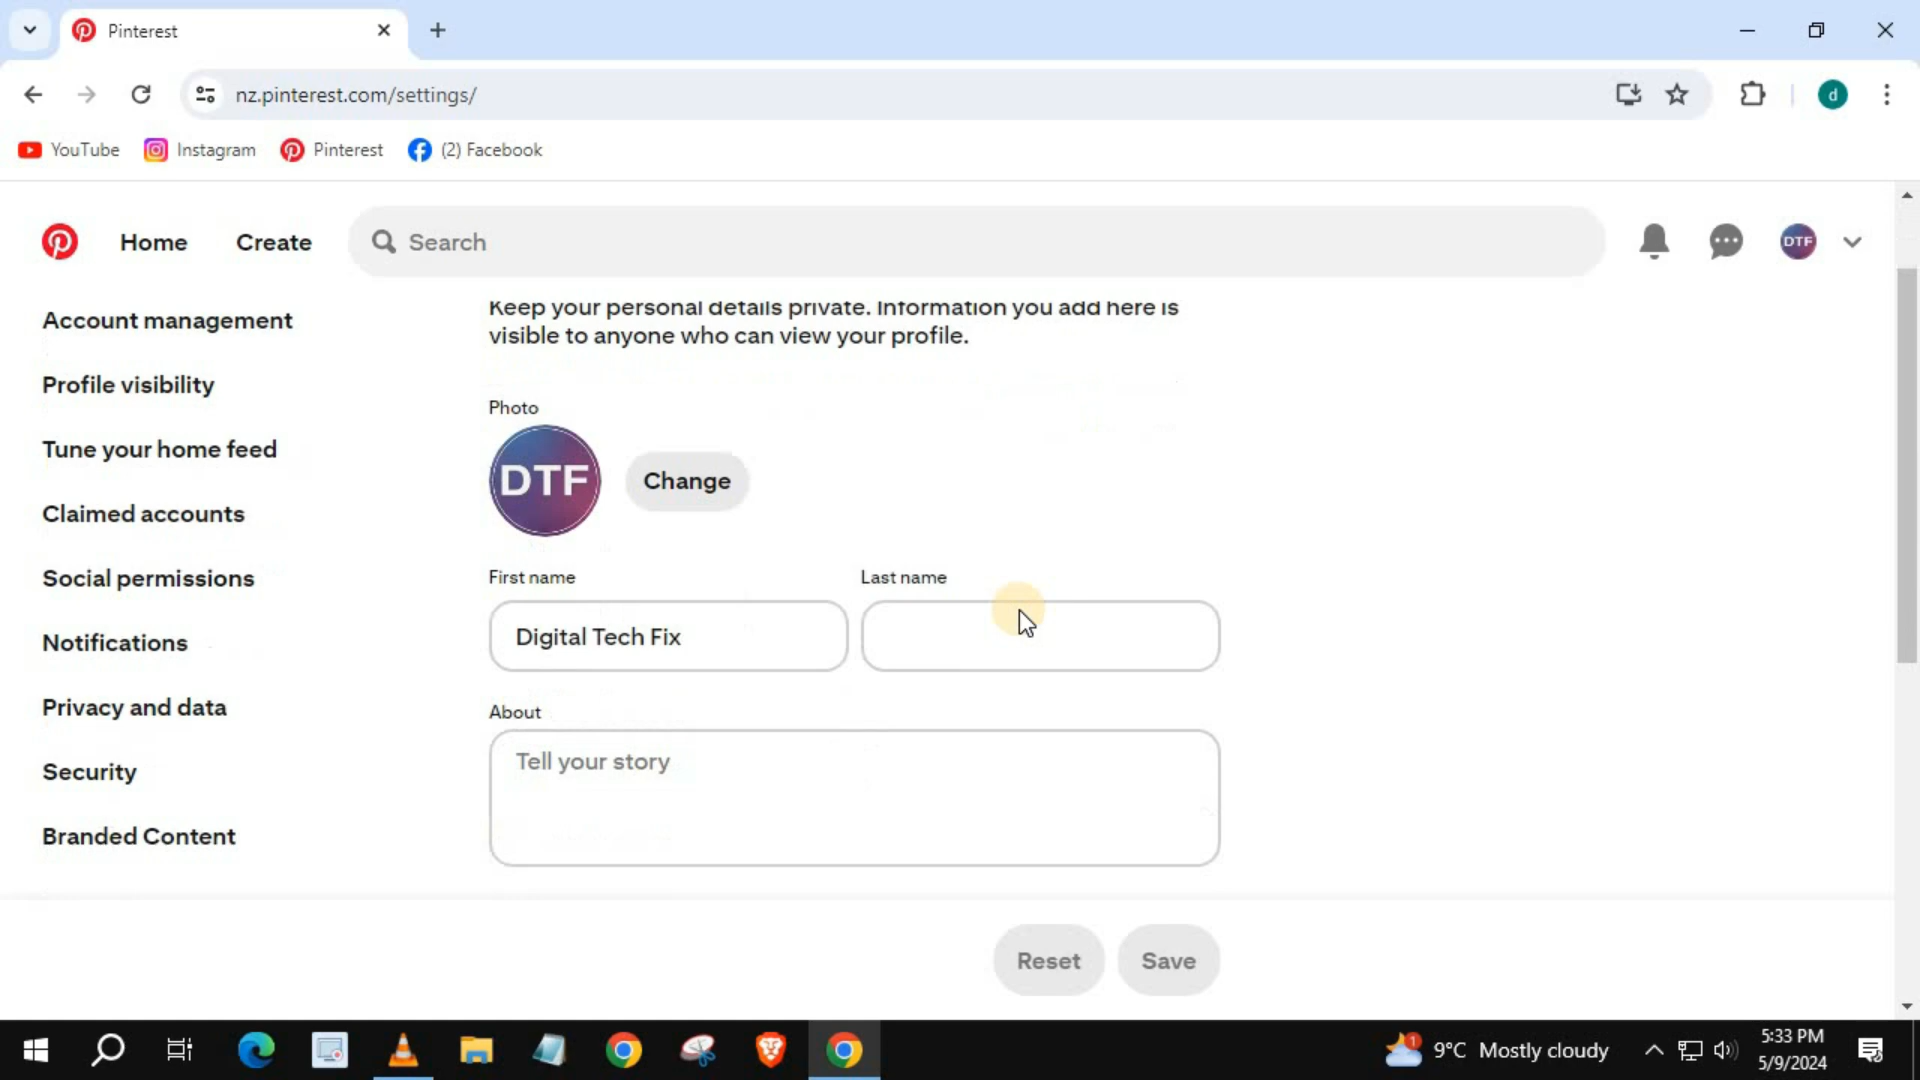 Pinterest
nz.pinterest.com/settings/
d
YouTube
Instagram
Pinterest
(2) Facebook
Home
Create
Search
DTF
Account management
Profile visibility
Tune your home feed
Claimed accounts
Social permissions
Notifications
Privacy and data
Security
Branded Content
Keep your personal details private. Information you add here is
visible to anyone who can view your profile.
Photo
DTF
Change
First name
Last name
Digital Tech Fix
About
Tell your story
Reset
Save
1
9°C Mostly cloudy
5:33 PM
5/9/2024